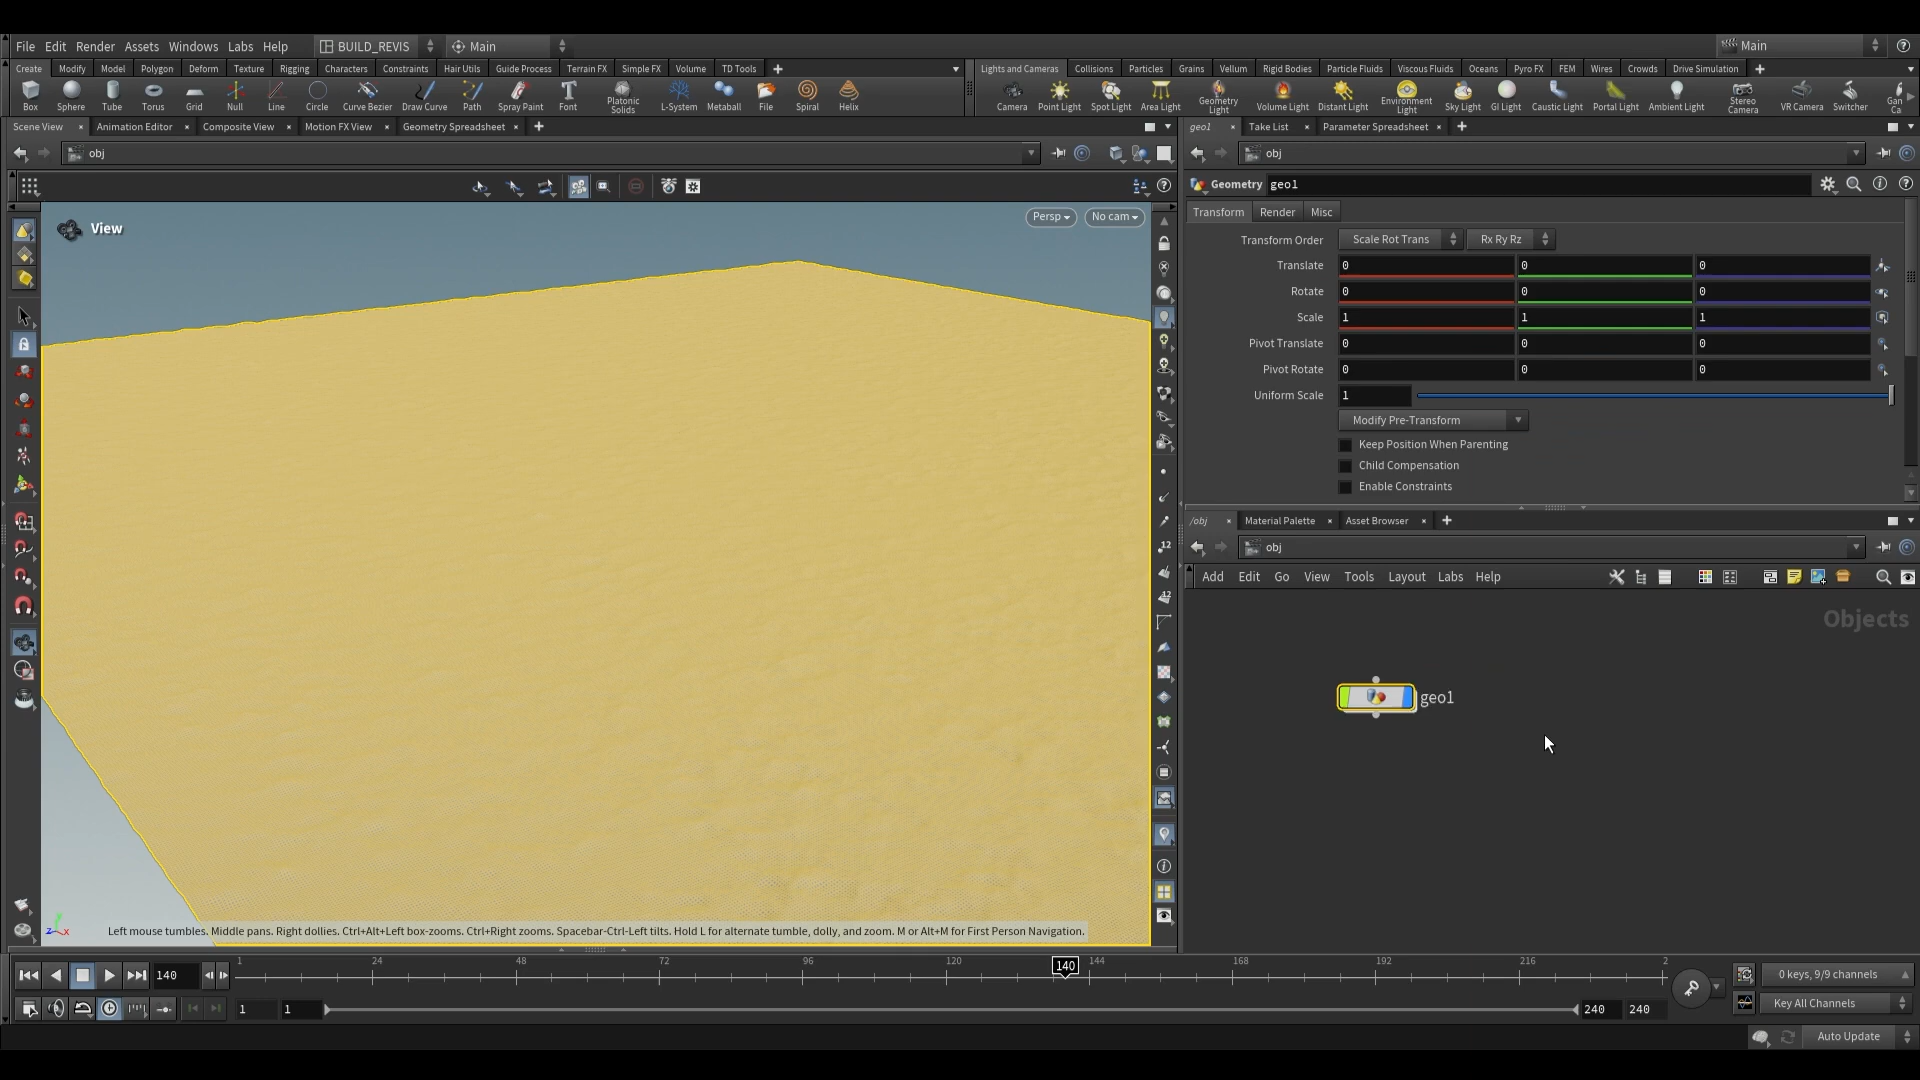 File Edit Render Assets Windows Labs Help BUILD_REVIS Main Main
Create Modify Model Polygon Deform Texture Rigging Characters Constraints Hair Utils Guide Process Terrain FX Simple FX Volume TD Tools
Lights and Cameras Collisions Particles Grains Vellum Rigid Bodies Particle Fluids Viscous Fluids Oceans Pyro FX FEM Wires Crowds Drive Simulation
Box Sphere Tube Torus Grid Null Line Circle Curve Bezier Draw Curve Path Spray Paint Font Platonic Solids L-System Metaball File Spiral Helix
Camera Point Light Spot Light Area Light Geometry Light Volume Light Distant Light Environment Light Sky Light GI Light Caustic Light Portal Light Ambient Light Stereo Camera VR Camera Switcher Gan Ca
Scene View Animation Editor Composite View Motion FX View Geometry Spreadsheet
geo1 Take List Parameter Spreadsheet
obj
obj
Geometry geo1
View Persp No cam
Transform Render Misc
Transform Order Scale Rot Trans Rx Ry Rz
Translate 0 0 0
Rotate 0 0 0
Scale 1 1 1
Pivot Translate 0 0 0
Pivot Rotate 0 0 0
Uniform Scale 1
Modify Pre-Transform
Keep Position When Parenting
Child Compensation
Enable Constraints
/obj Material Palette Asset Browser
obj
Add Edit Go View Tools Layout Labs Help
Objects
geo1
12
12
z x
Left mouse tumbles. Middle pans. Right dollies. Ctrl+Alt+Left box-zooms. Ctrl+Right zooms. Spacebar-Ctrl-Left tilts. Hold L for alternate tumble, dolly, and zoom. M or Alt+M for First Person Navigation.
140 1 24 48 72 96 120 140 144 168 192 216 2
0 keys, 9/9 channels
1 1 240 240
Key All Channels
Auto Update